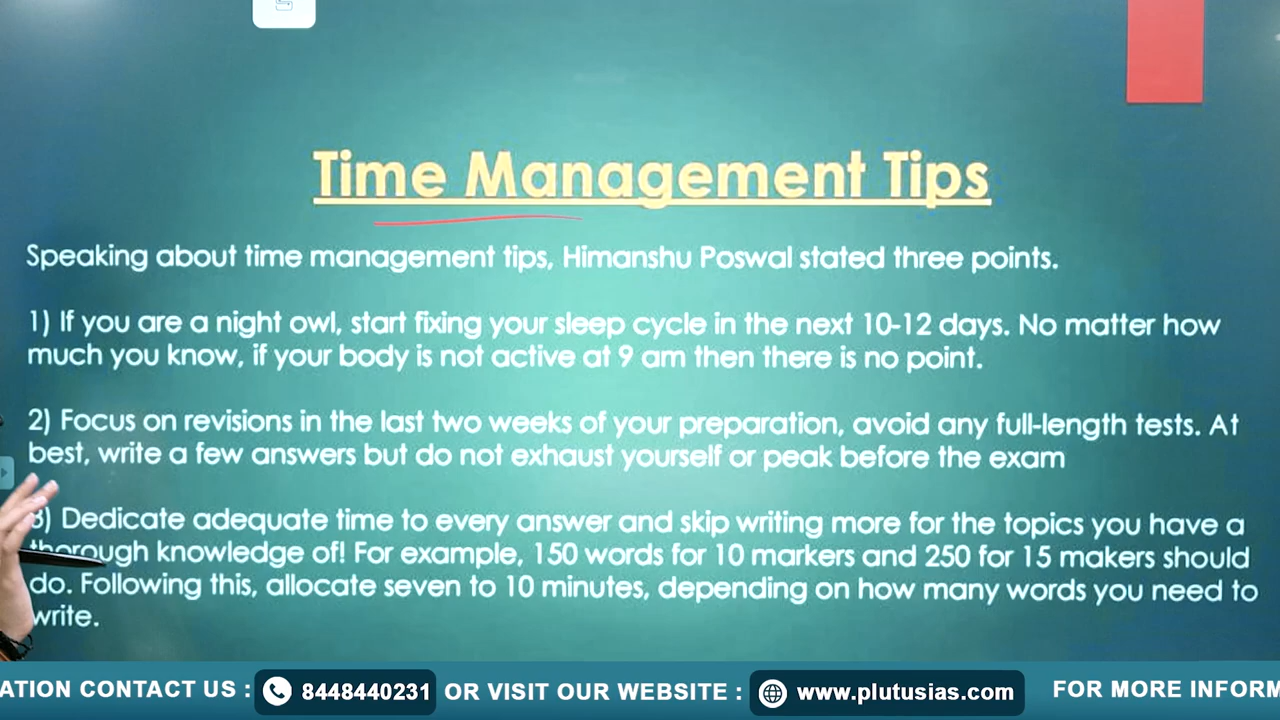 Time Management Tips
Speaking about time management tips, Himanshu Poswal stated three points.
1) If you are a night owl, start fixing your sleep cycle in the next 10-12 days. No matter how
much you know, if your body is not active at 9 am then there is no point.
2) Focus on revisions in the last two weeks of your preparation, avoid any full-length tests. At
best, write a few answers but do not exhaust yourself or peak before the exam
3) Dedicate adequate time to every answer and skip writing more for the topics you have a
thorough knowledge of! For example, 150 words for 10 markers and 250 for 15 makers should
do. Following this, allocate seven to 10 minutes, depending on how many words you need to
write.
ATION CONTACT US : 8448440231 OR VISIT OUR WEBSITE : www.plutusias.com FOR MORE INFORM